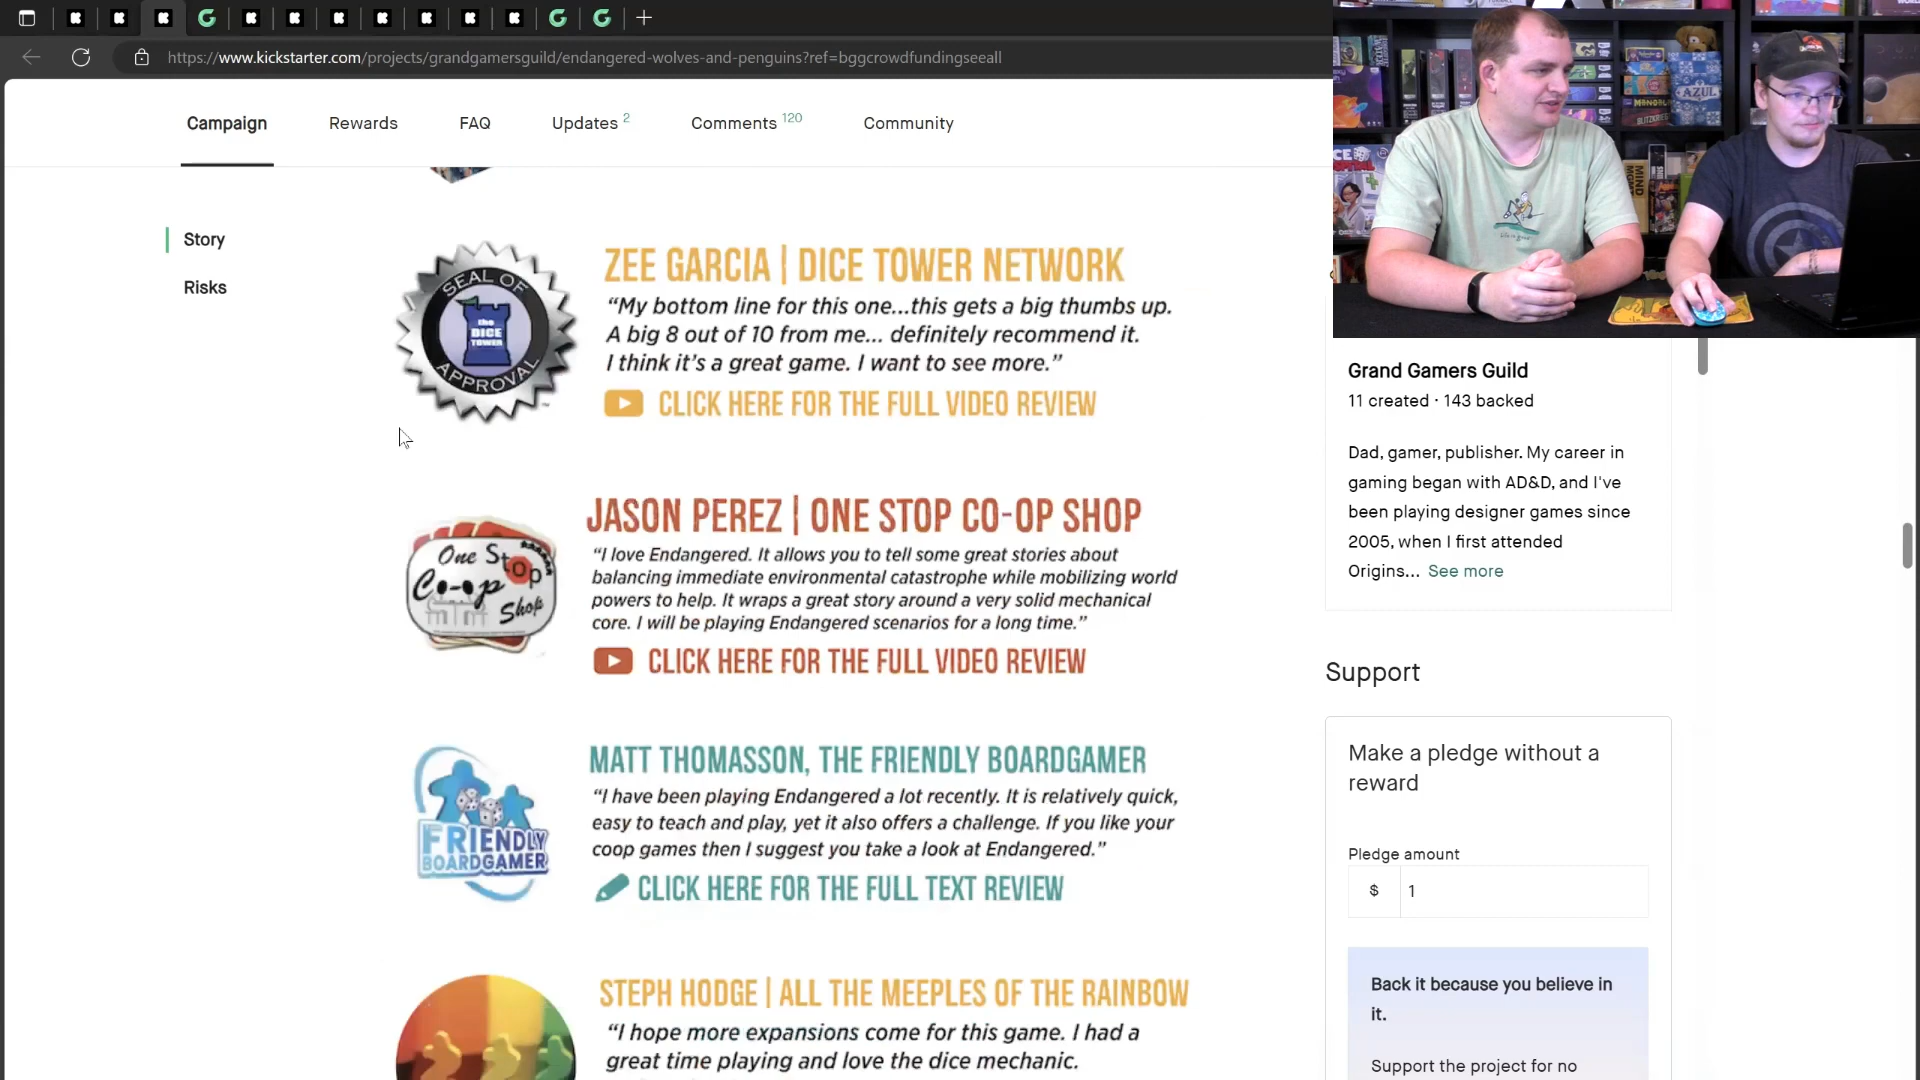 https://www.kickstarter.com/projects/grandgamersguild/endangered-wolves-and-penguins?ref=bggcrowdfundingseeall
Campaign
Rewards
FAQ
Updates 2
Comments 120
Community
Story
Risks
SEAL OF
the
DICE
TOWER
APPROVAL
ZEE GARCIA | DICE TOWER NETWORK
“My bottom line for this one...this gets a big thumbs up.
A big 8 out of 10 from me... definitely recommend it.
I think it’s a great game. I want to see more.”
CLICK HERE FOR THE FULL VIDEO REVIEW
One Stop
Co-op
Shop
JASON PEREZ | ONE STOP CO-OP SHOP
“I love Endangered. It allows you to tell some great stories about
balancing immediate environmental catastrophe while mobilizing world
powers to help. It wraps a great story around a very solid mechanical
core. I will be playing Endangered scenarios for a long time.”
CLICK HERE FOR THE FULL VIDEO REVIEW
FRIENDLY
BOARDGAMER
MATT THOMASSON, THE FRIENDLY BOARDGAMER
“I have been playing Endangered a lot recently. It is relatively quick,
easy to teach and play, yet it also offers a challenge. If you like your
coop games then I suggest you take a look at Endangered.”
CLICK HERE FOR THE FULL TEXT REVIEW
STEPH HODGE | ALL THE MEEPLES OF THE RAINBOW
“I hope more expansions come for this game. I had a
great time playing and love the dice mechanic.
AZUL
MANDALA
BLITZKRIEG
MIND
MGMT
Grand Gamers Guild
11 created · 143 backed
Dad, gamer, publisher. My career in
gaming began with AD&D, and I've
been playing designer games since
2005, when I first attended
Origins... See more
Support
Make a pledge without a
reward
Pledge amount
$ 1
Back it because you believe in
it.
Support the project for no